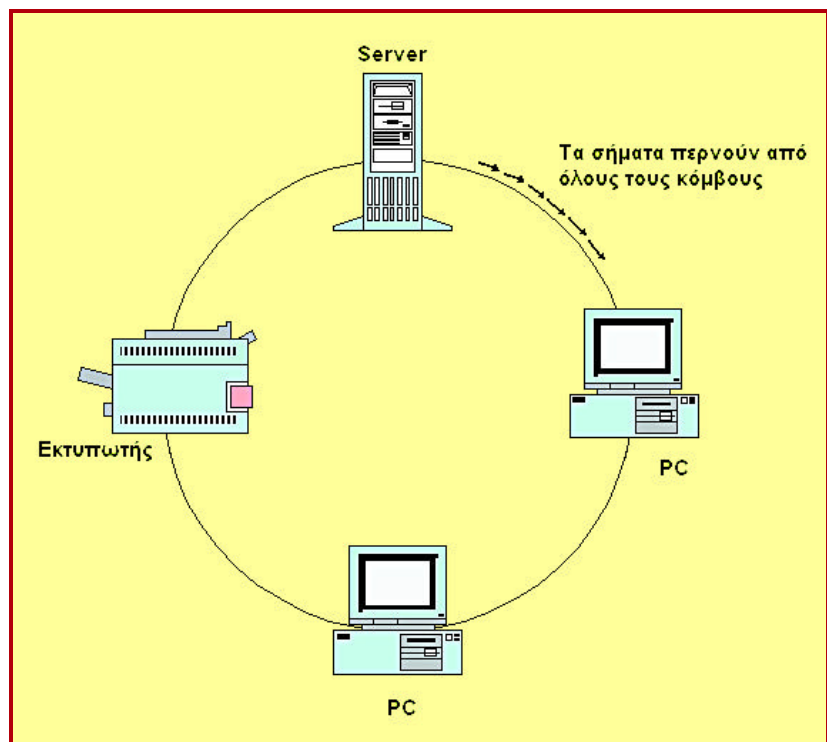 Server
Τα σήματα περνούν από
όλους τους κόμβους
PC
Εκτυπωτής
PC